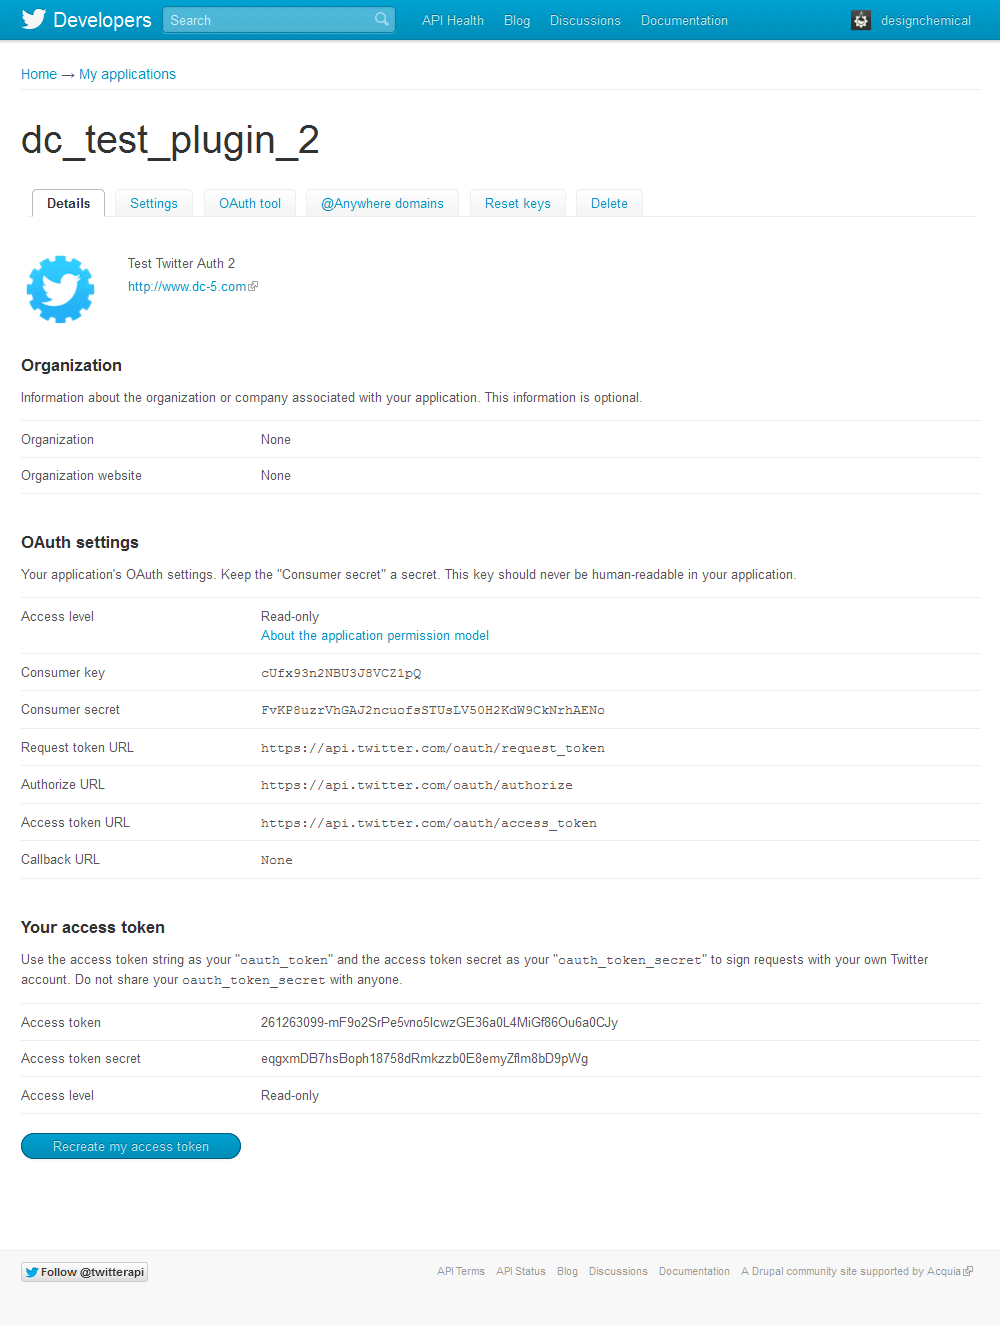 Developers Search API Health Blog Discussions Documentation designchemical
Home → My applications
dc_test_plugin_2
Details Settings OAuth tool @Anywhere domains Reset keys Delete
Test Twitter Auth 2
http://www.dc-5.com
Organization
Information about the organization or company associated with your application. This information is optional.
Organization None
Organization website None
OAuth settings
Your application's OAuth settings. Keep the "Consumer secret" a secret. This key should never be human-readable in your application.
Access level Read-only
About the application permission model
Consumer key cUfx93n2NBU3J8VCZ1pQ
Consumer secret FvKP8uzrVhGAJ2ncuofsSTUsLV50H2KdW9CkNrhAENo
Request token URL https://api.twitter.com/oauth/request_token
Authorize URL https://api.twitter.com/oauth/authorize
Access token URL https://api.twitter.com/oauth/access_token
Callback URL None
Your access token
Use the access token string as your "oauth_token" and the access token secret as your "oauth_token_secret" to sign requests with your own Twitter
account. Do not share your oauth_token_secret with anyone.
Access token 261263099-mF9o2SrPe5vno5lcwzGE36a0L4MiGf86Ou6a0CJy
Access token secret eqgxmDB7hsBoph18758dRmkzzb0E8emyZflm8bD9pWg
Access level Read-only
Recreate my access token
Follow @twitterapi API Terms API Status Blog Discussions Documentation A Drupal community site supported by Acquia